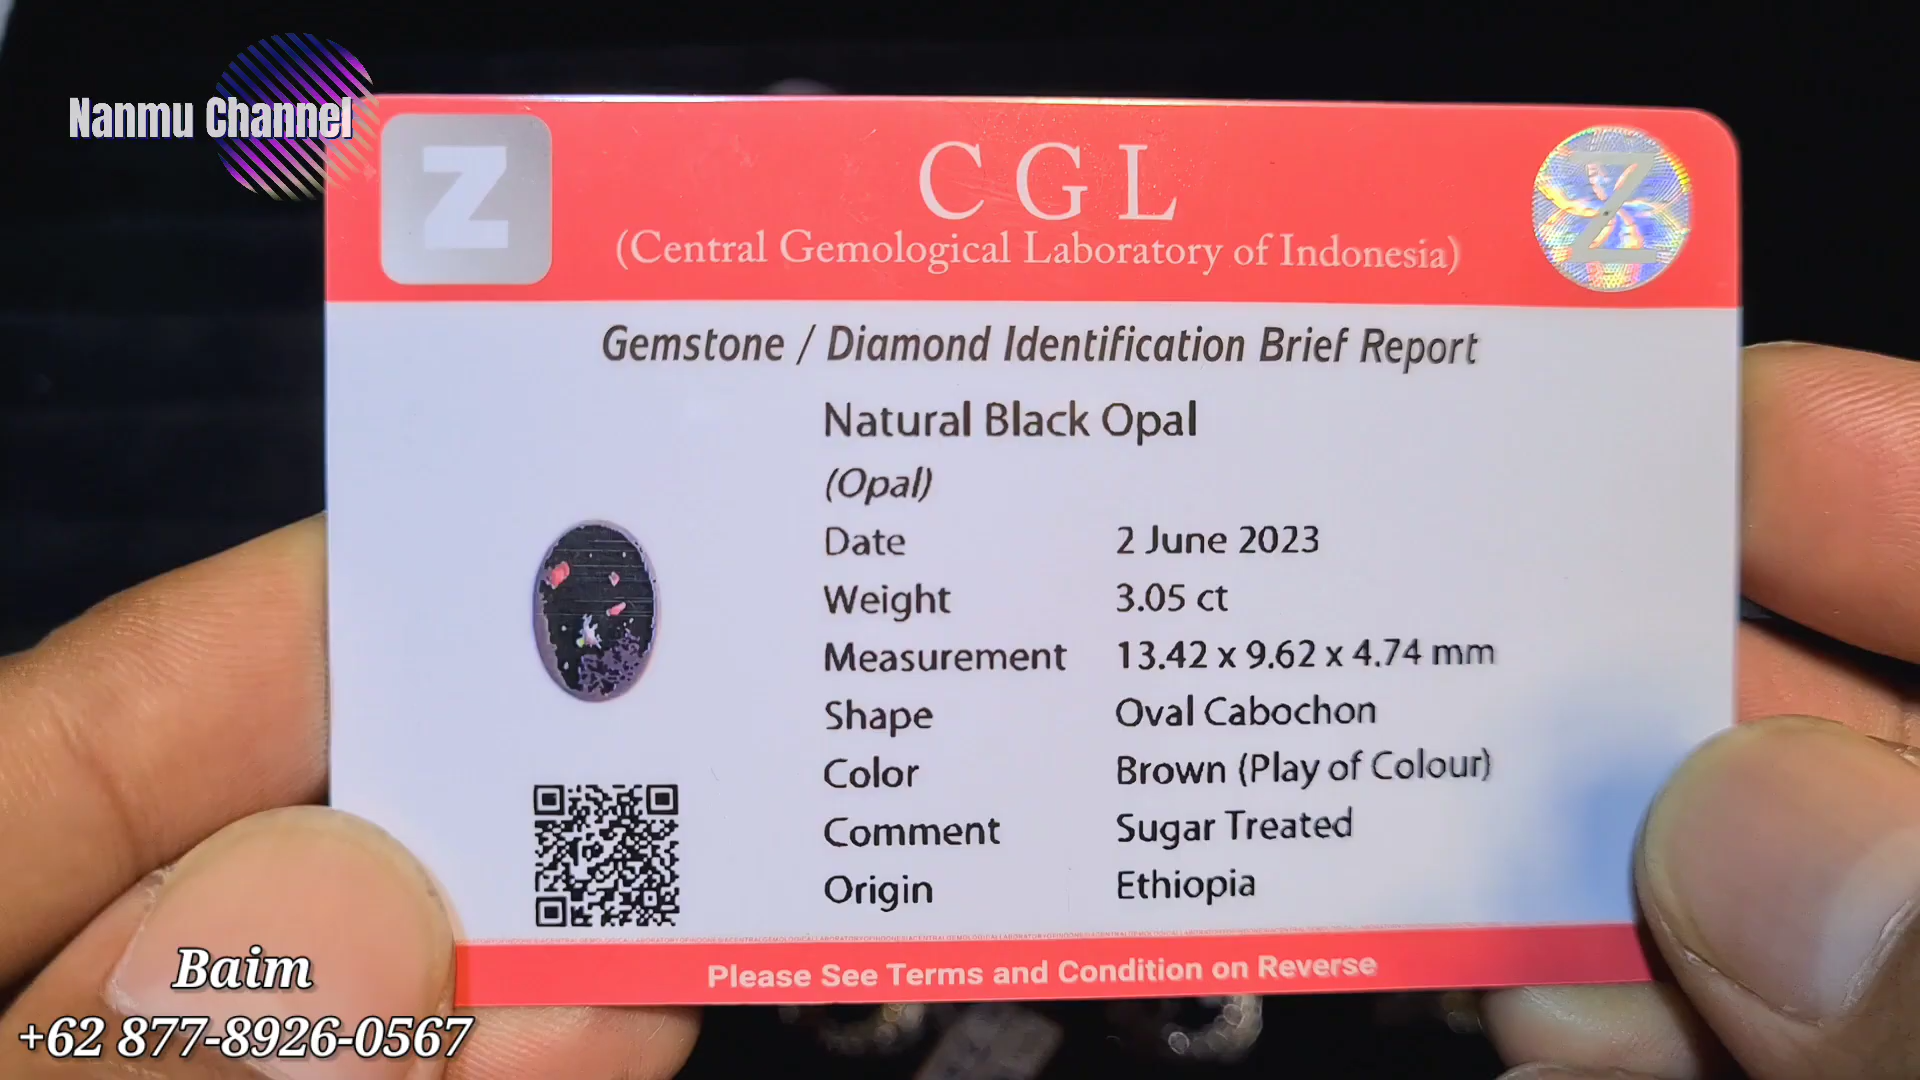 Nanmu Channel
Z
C G L
(Central Gemological Laboratory of Indonesia)
Z
Gemstone / Diamond Identification Brief Report
Natural Black Opal
(Opal)
Date 2 June 2023
Weight 3.05 ct
Measurement 13.42 x 9.62 x 4.74 mm
Shape Oval Cabochon
Color Brown (Play of Colour)
Comment Sugar Treated
Origin Ethiopia
Please See Terms and Condition on Reverse
Baim
+62 877-8926-0567